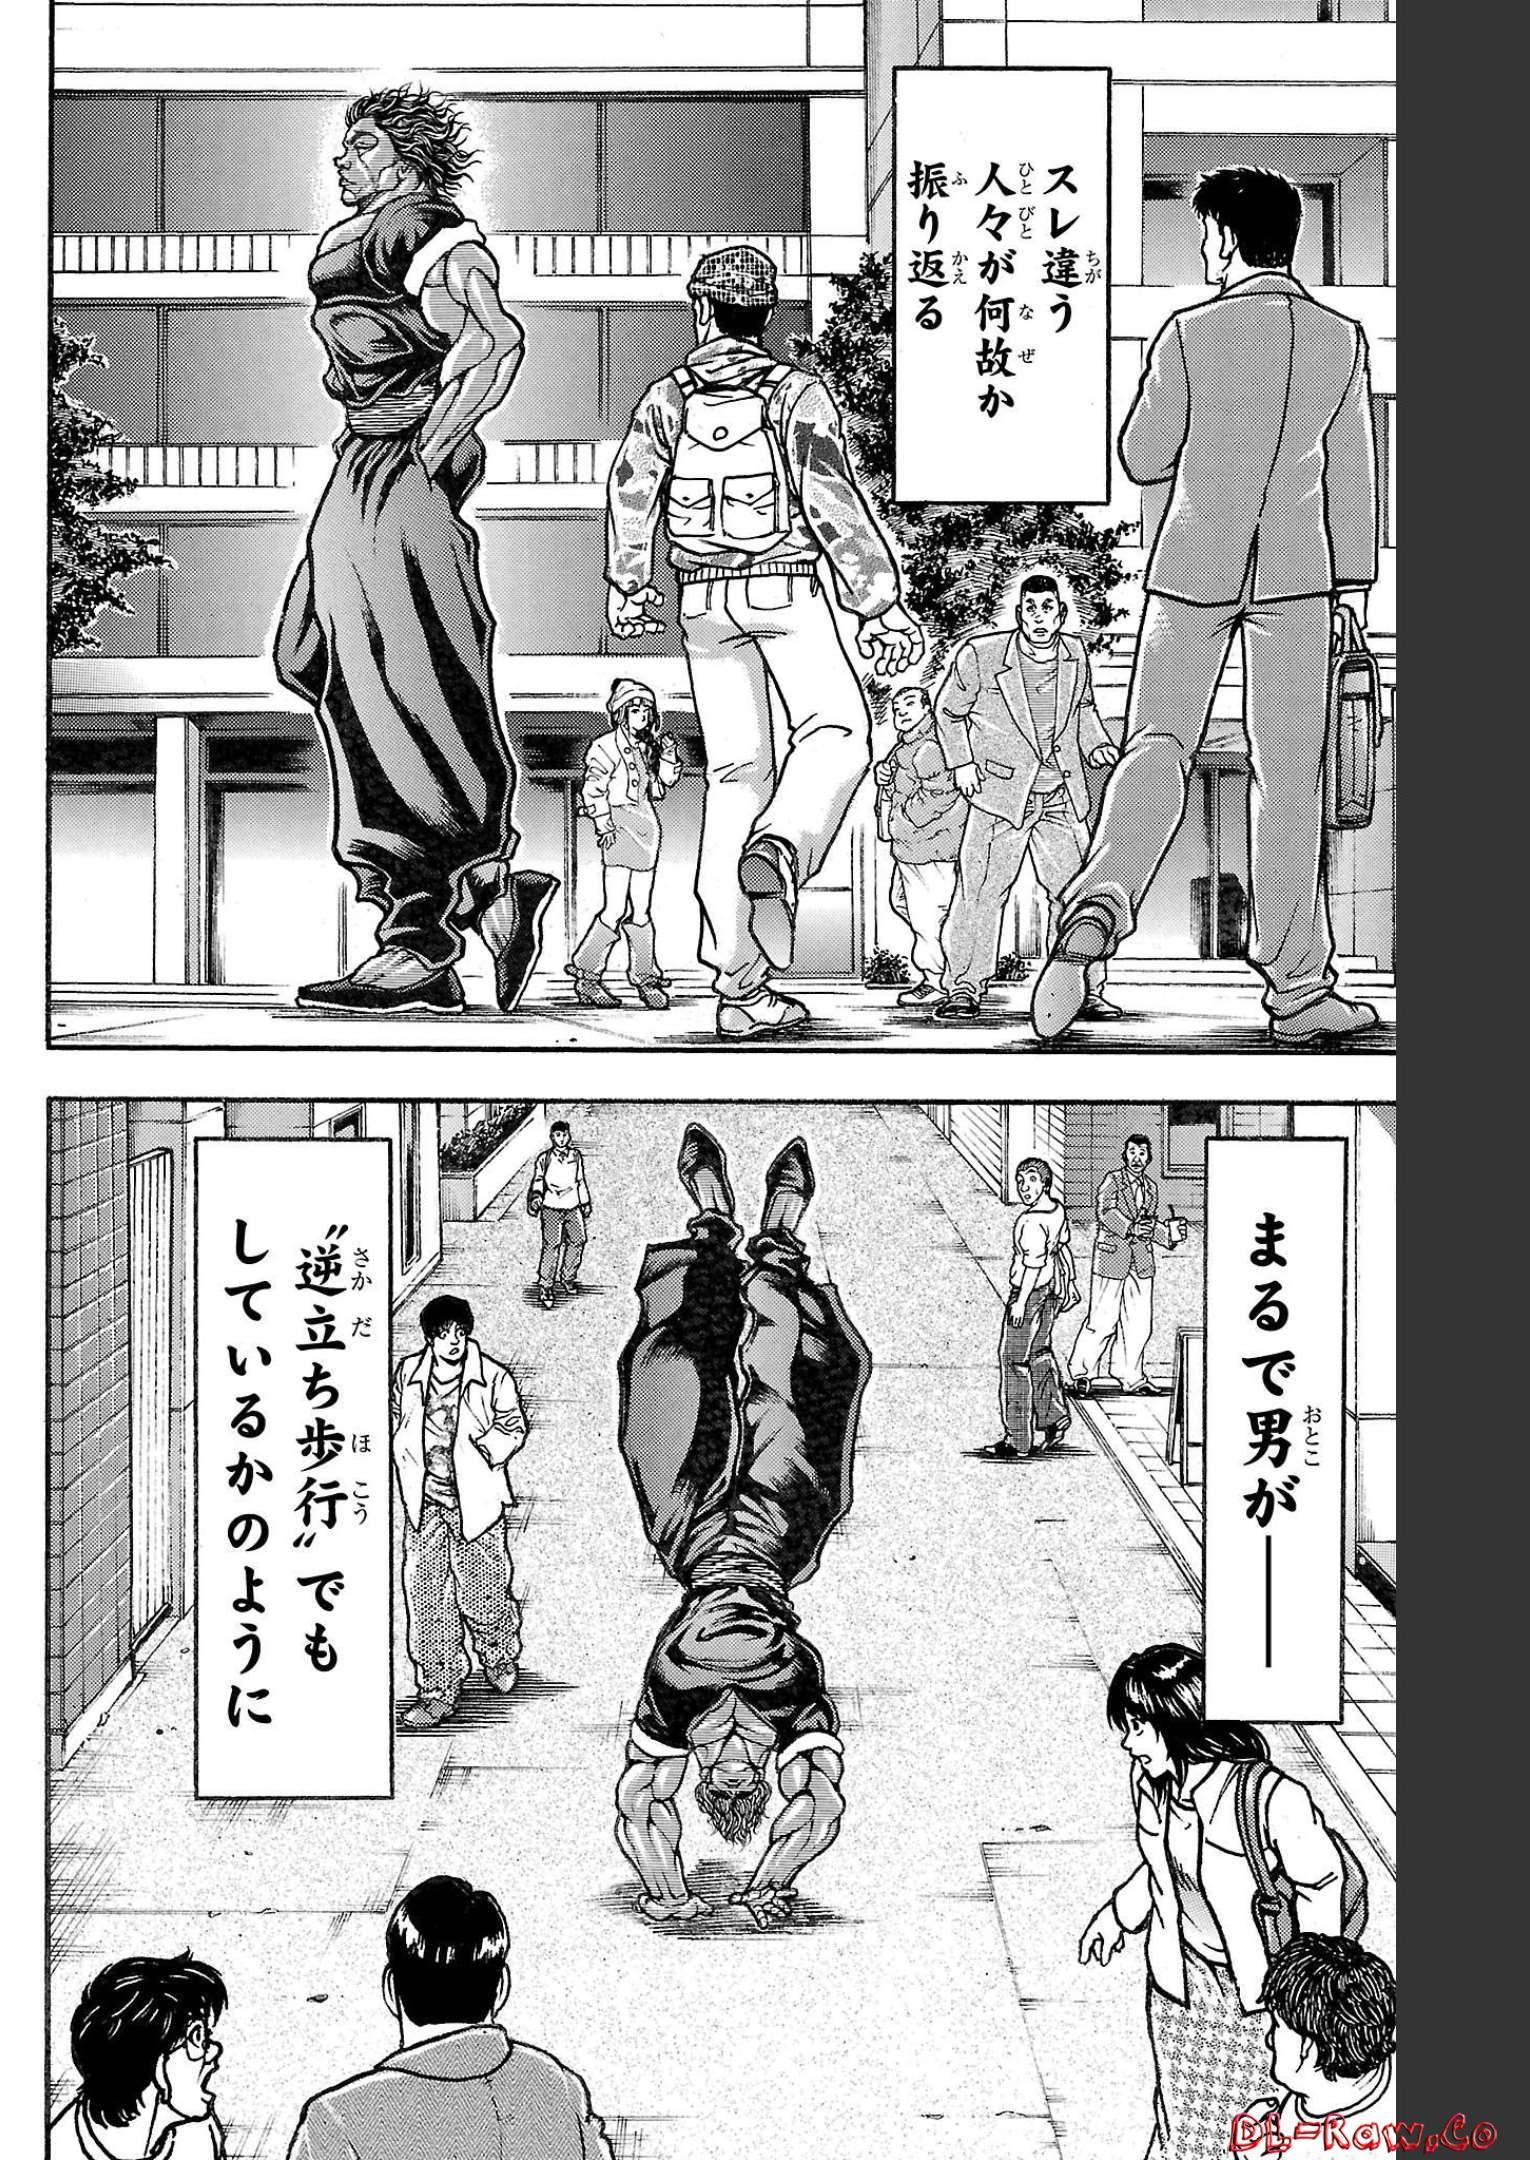 スレ違う
人々が何故か
振り返る
まるで男が――
〝逆立ち歩行〟でも
しているかのように
DL-Raw.Co